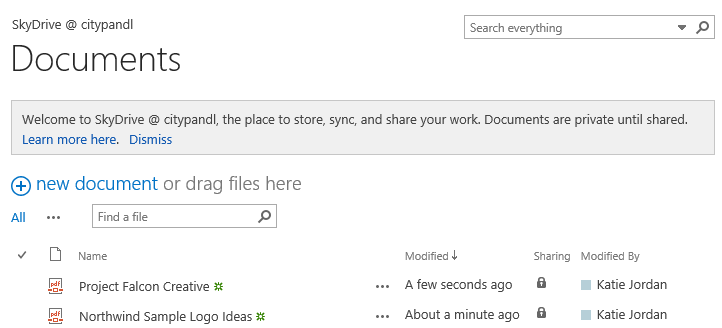 SkyDrive @ citypandl
Search everything
Documents
Welcome to SkyDrive @ citypandl, the place to store, sync, and share your work. Documents are private until shared.
Learn more here. Dismiss
new document or drag files here
All ••• Find a file
Name Modified Sharing Modified By
pdf Project Falcon Creative ••• A few seconds ago Katie Jordan
pdf Northwind Sample Logo Ideas ••• About a minute ago Katie Jordan